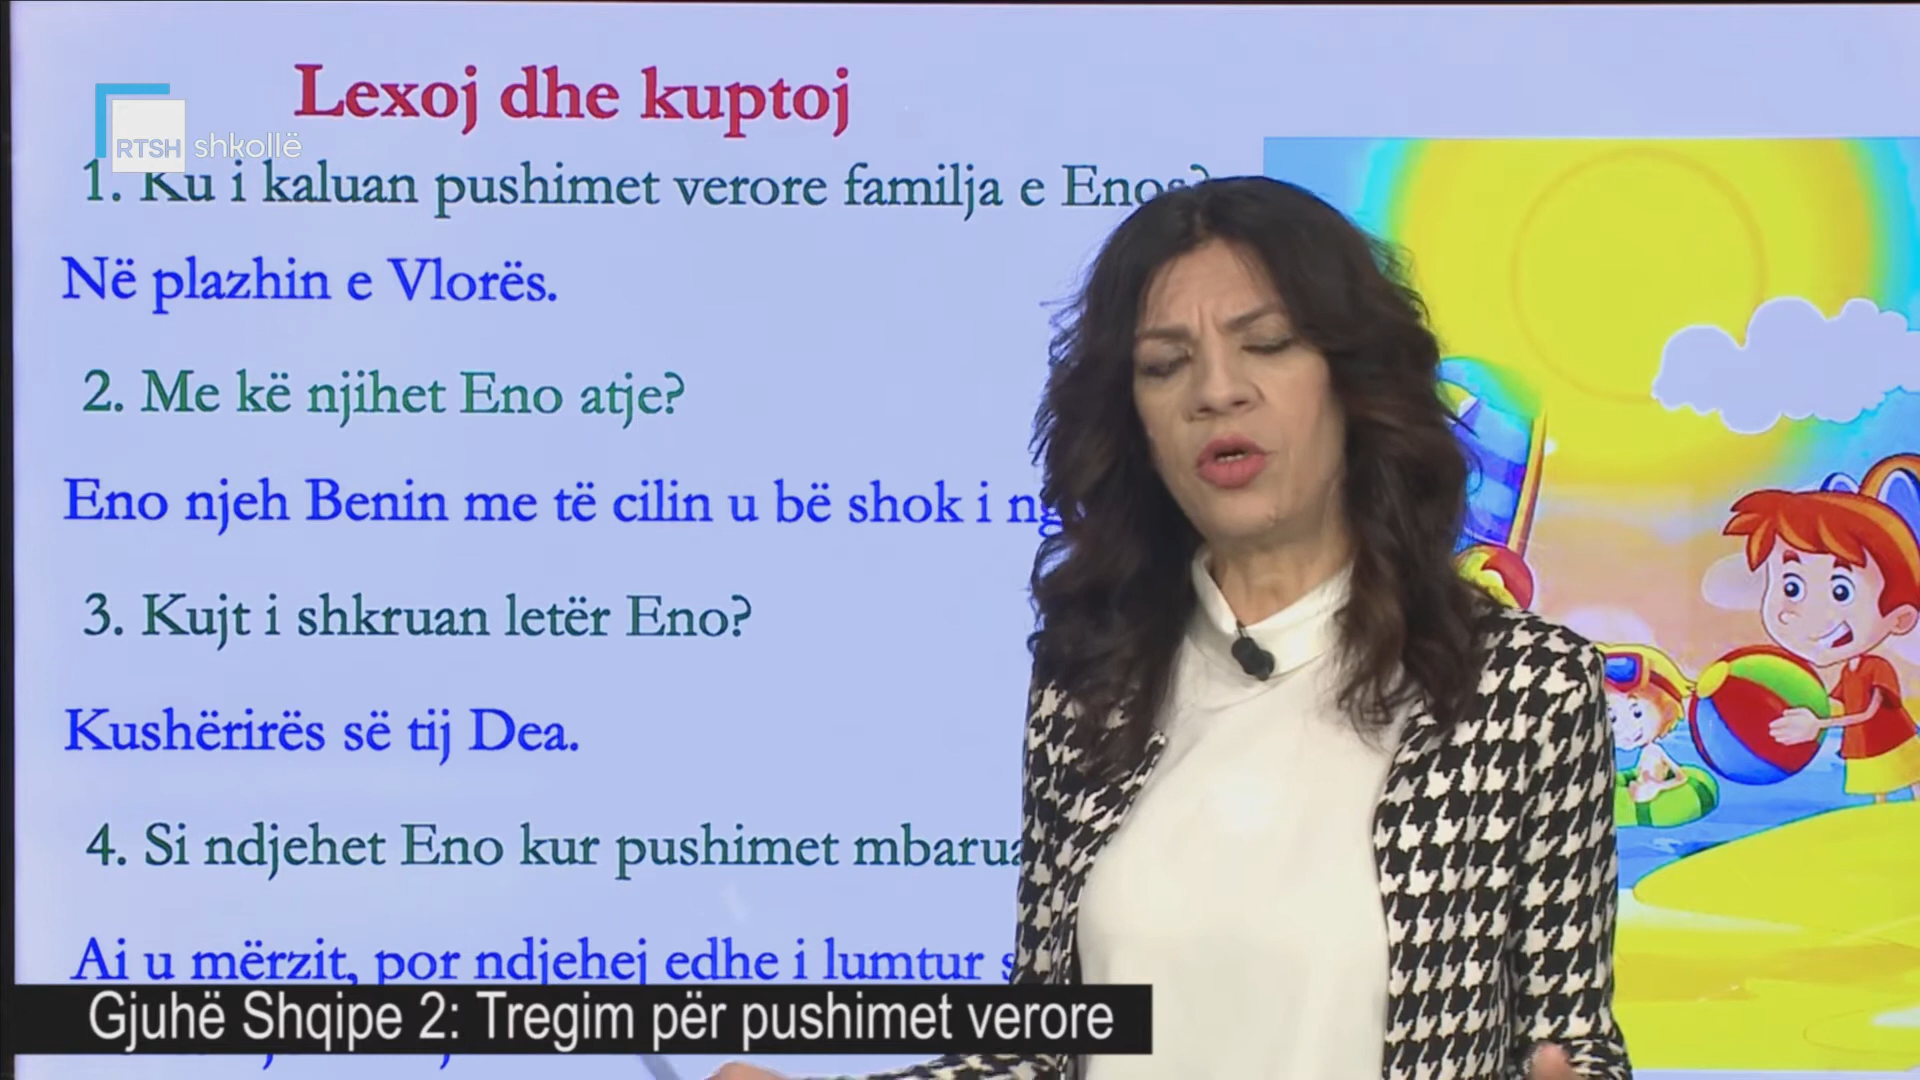 Lexoj dhe kuptoj
RTSH shkollë
1. Ku i kaluan pushimet verore familja e Enos?
Në plazhin e Vlorës.
2. Me kë njihet Eno atje?
Eno njeh Benin me të cilin u bë shok i
3. Kujt i shkruan letër Eno?
Kushërirës së tij Dea.
4. Si ndjehet Eno kur pushimet
Ai u mërzit, por ndjehej edhe i lumtur
Gjuhë Shqipe 2: Tregim për pushimet verore